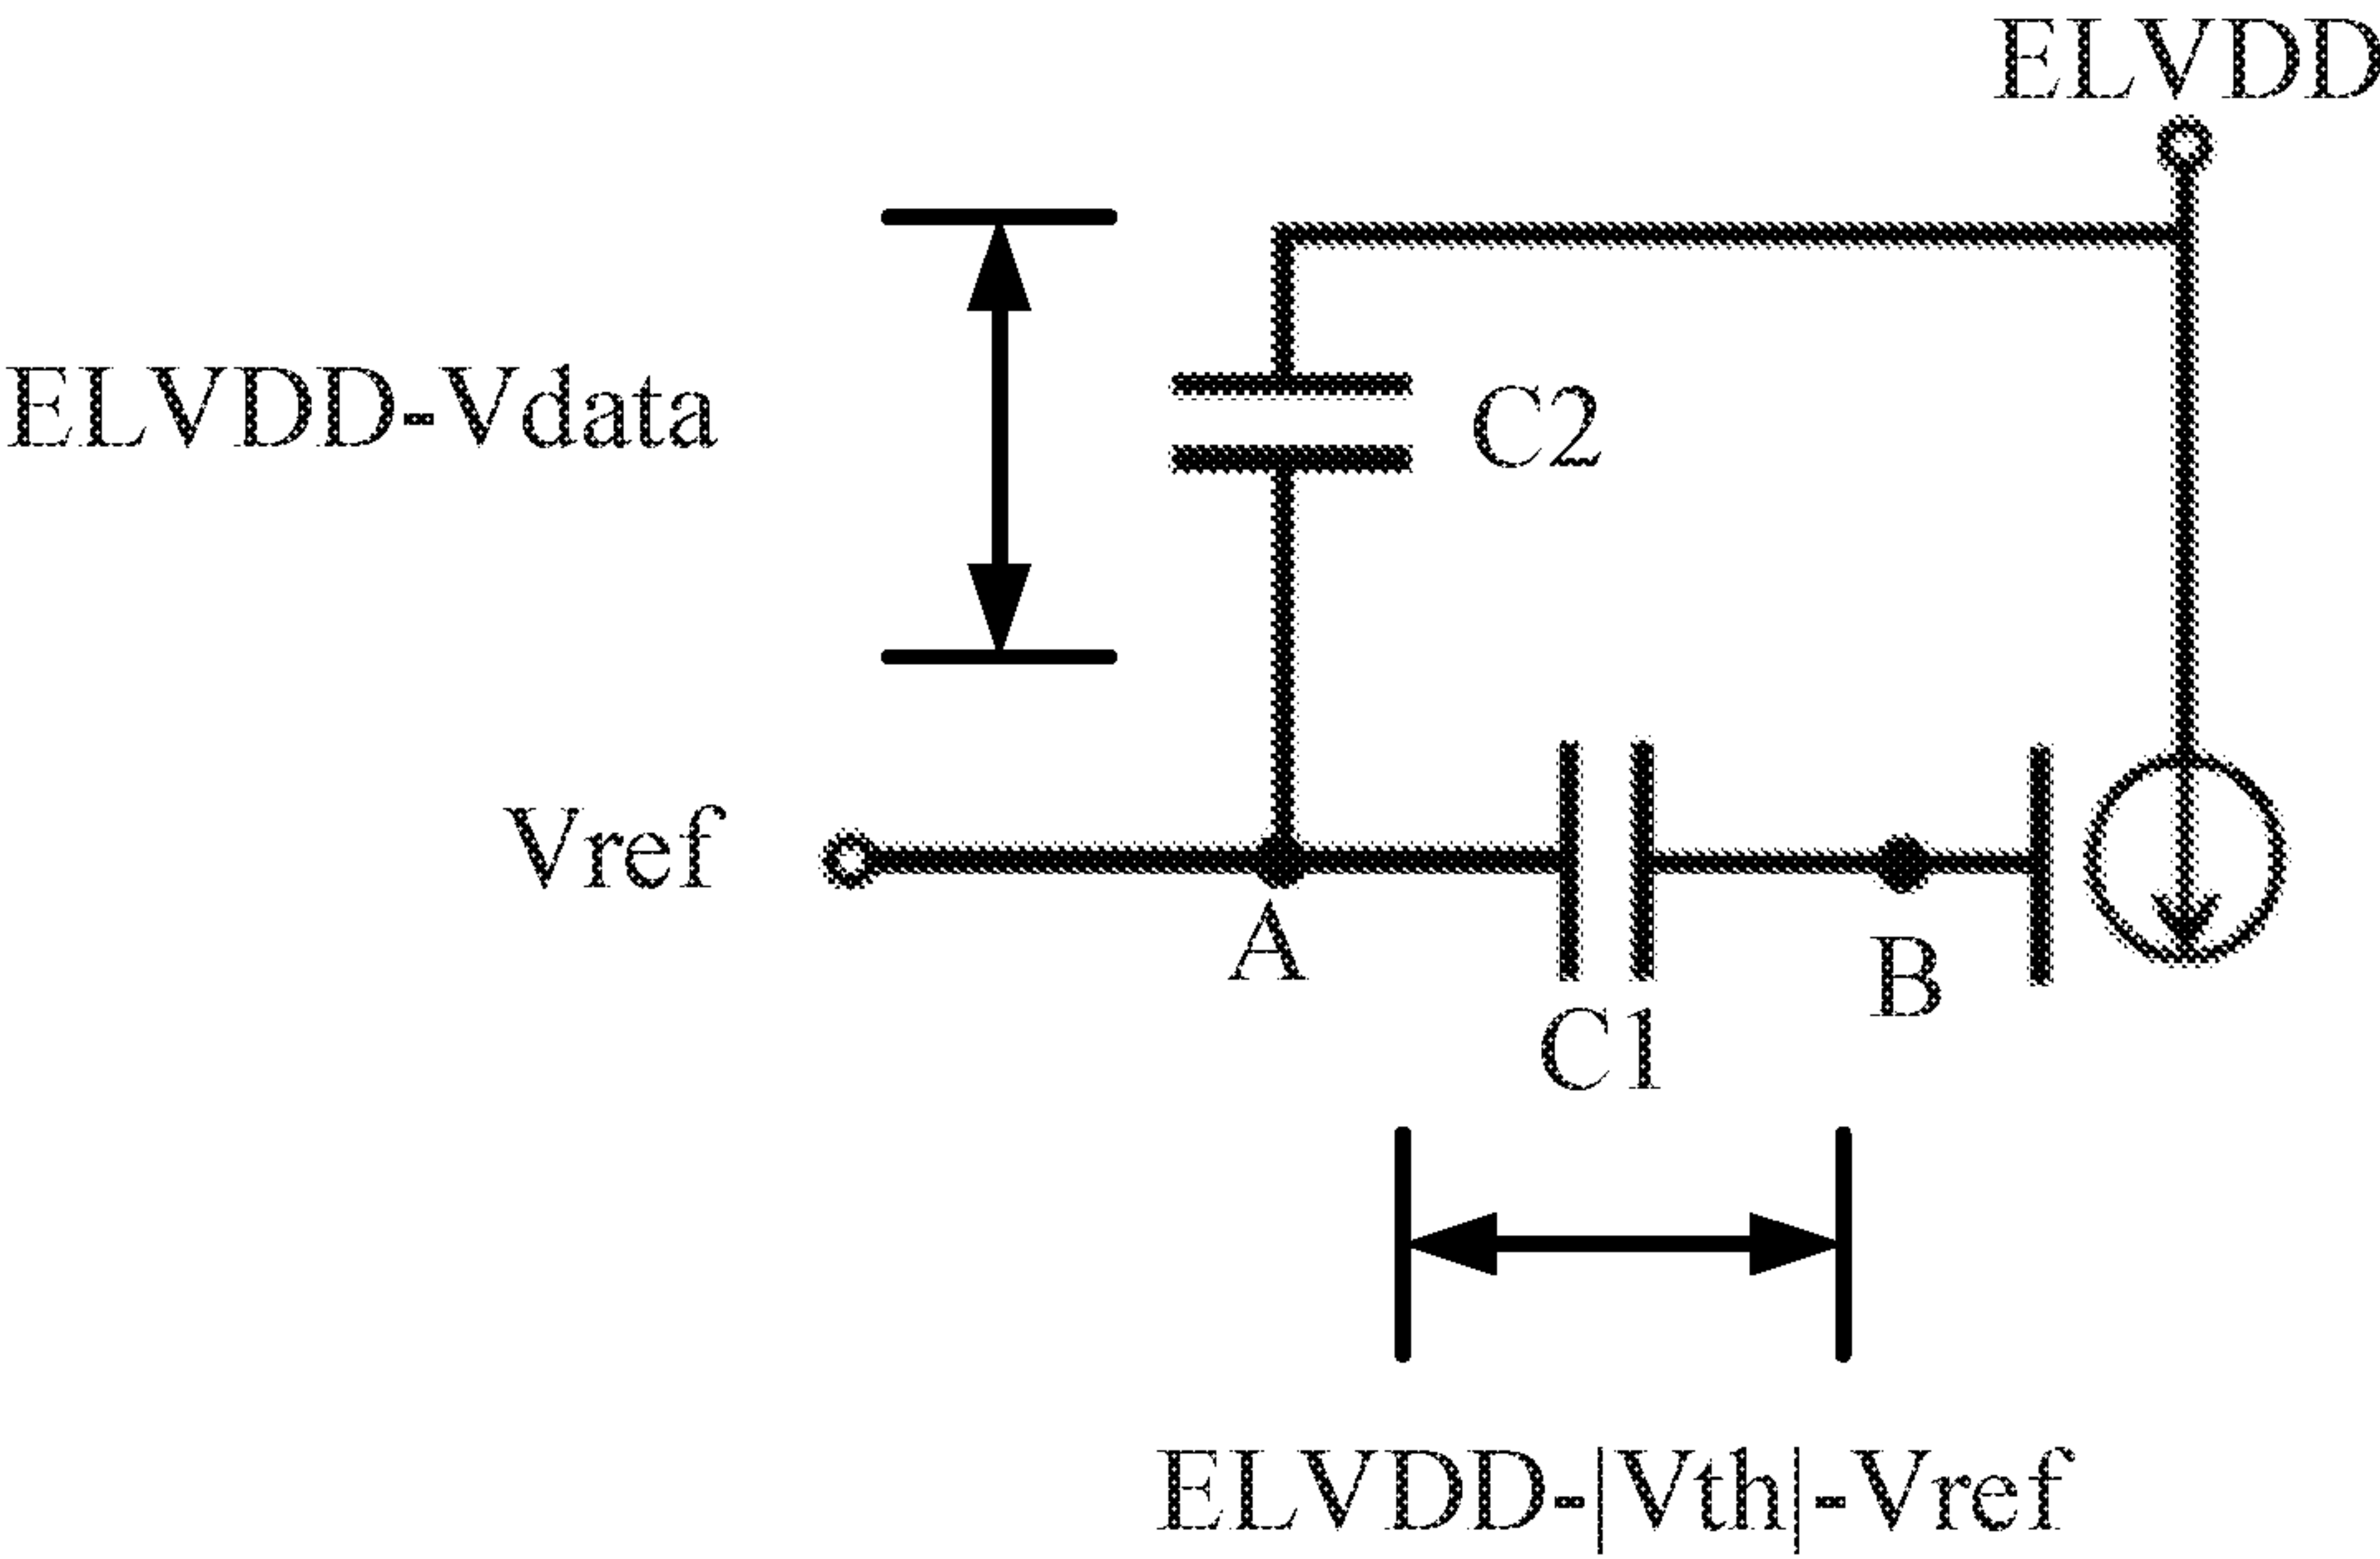 ELVDD
ELVDD-Vdata
C2
Vref
A
B
C1
ELVDD-|Vth|-Vref